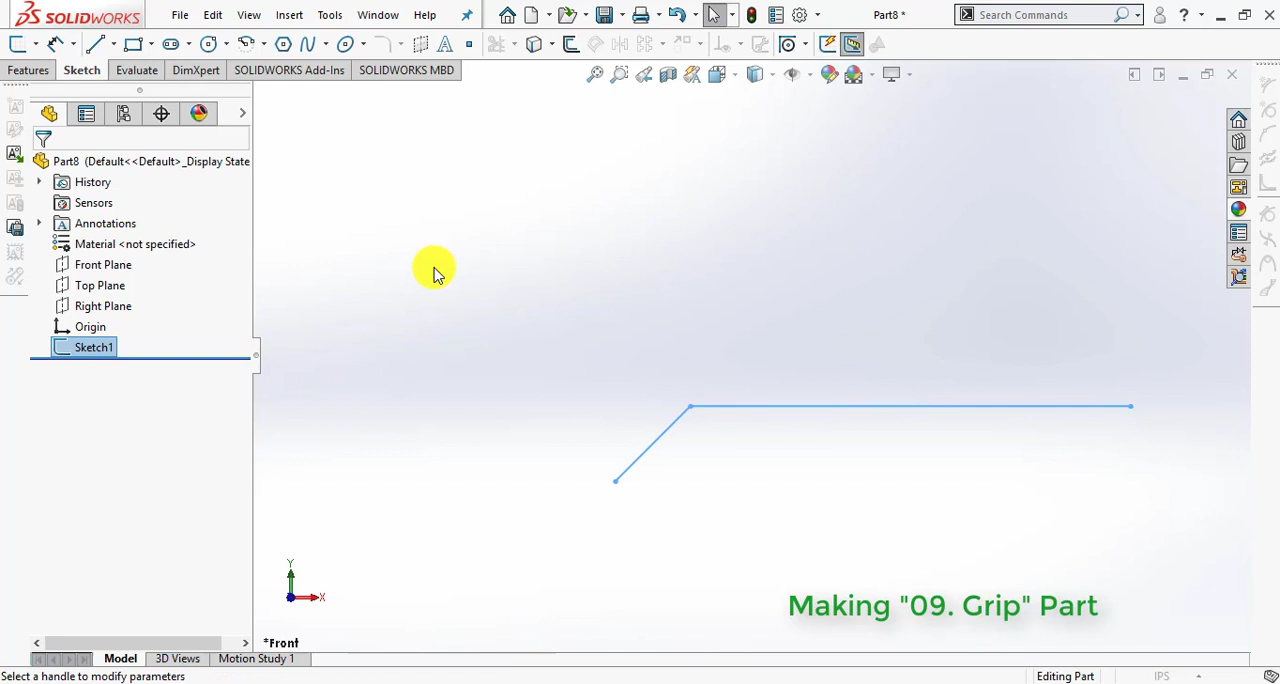 SOLIDWORKS
File Edit View Insert Tools Window Help
Part8 *
Search Commands
Features Sketch Evaluate DimXpert SOLIDWORKS Add-Ins SOLIDWORKS MBD
Part8 (Default<<Default>_Display State
History
Sensors
Annotations
Material <not specified>
Front Plane
Top Plane
Right Plane
Origin
Sketch1
Y
X
Making "09. Grip" Part
*Front
Model 3D Views Motion Study 1
Select a handle to modify parameters
Editing Part
IPS